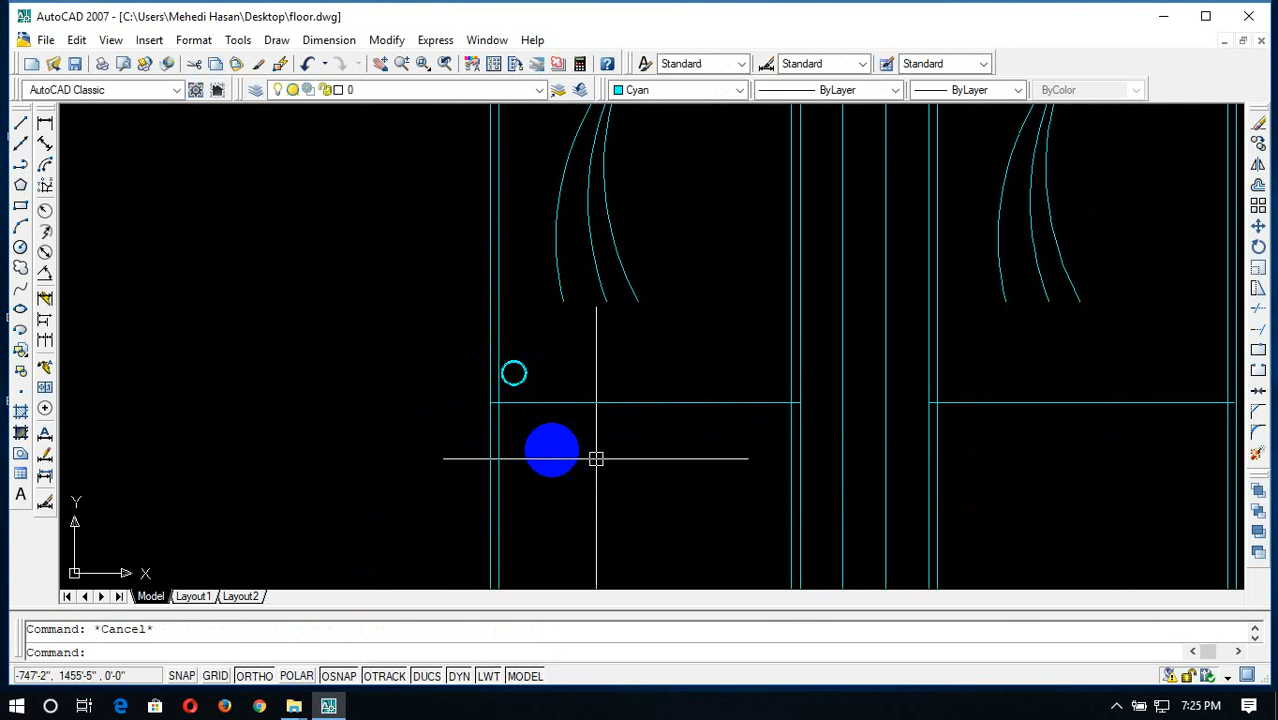 AutoCAD 2007 - [C:\Users\Mehedi Hasan\Desktop\floor.dwg]
File Edit View Insert Format Tools Draw Dimension Modify Express Window Help
Standard Standard Standard
AutoCAD Classic 0 Cyan ByLayer ByLayer ByColor
Y
X
A
Model Layout1 Layout2
Command: *Cancel*
Command:
-747'-2", 1455'-5", 0'-0" SNAP GRID ORTHO POLAR OSNAP OTRACK DUCS DYN LWT MODEL
7:25 PM